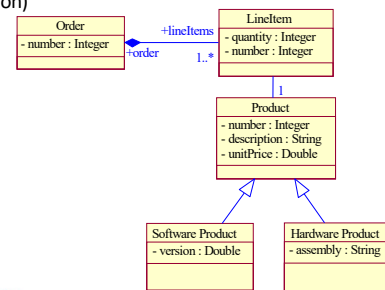 on)
Order
- number : Integer
+order
+lineItems
1..*
LineItem
- quantity : Integer
- number : Integer
1
Product
- number : Integer
- description : String
- unitPrice : Double
Software Product
- version : Double
Hardware Product
- assembly : String